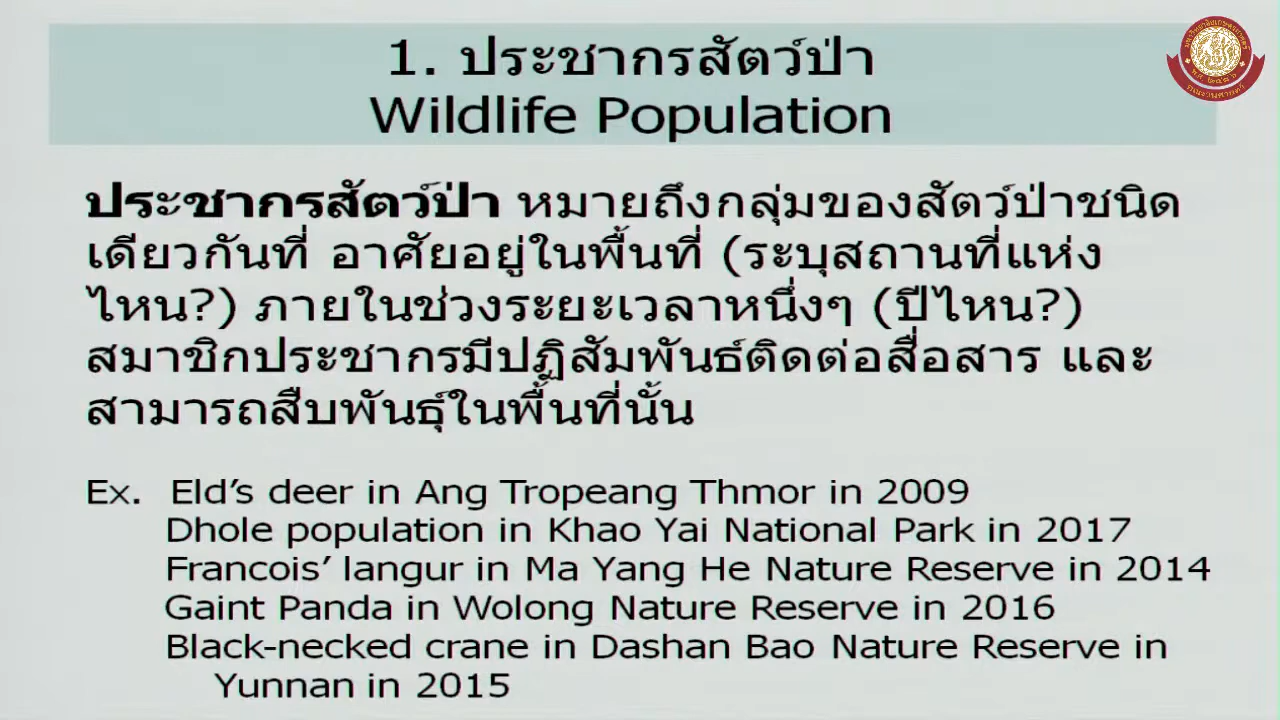 1. ประชากรสัตว์ป่า
Wildlife Population
ประชากรสัตว์ป่า หมายถึงกลุ่มของสัตว์ป่าชนิด
เดียวกันที่ อาศัยอยู่ในพื้นที่ (ระบุสถานที่แห่ง
ไหน?) ภายในช่วงระยะเวลาหนึ่งๆ (ปีไหน?)
สมาชิกประชากรมีปฏิสัมพันธ์ติดต่อสื่อสาร และ
สามารถสืบพันธุ์ในพื้นที่นั้น
Ex. Eld's deer in Ang Tropeang Thmor in 2009
Dhole population in Khao Yai National Park in 2017
Francois' langur in Ma Yang He Nature Reserve in 2014
Gaint Panda in Wolong Nature Reserve in 2016
Black-necked crane in Dashan Bao Nature Reserve in
Yunnan in 2015